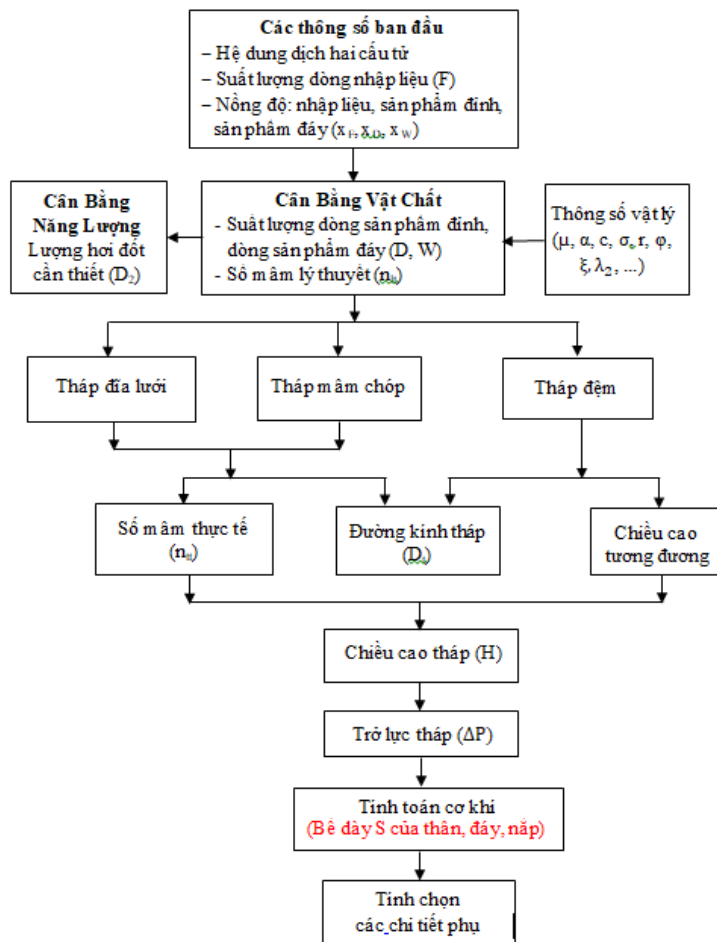 Các thông số ban đầu
– Hệ dung dịch hai cấu tử
– Suất lượng dòng nhập liệu (F)
– Nồng độ: nhập liệu, sản phẩm đỉnh,
sản phẩm đáy (x F, x D, x W)
Cân Bằng
Năng Lượng
Lượng hơi đốt
cần thiết (D₂)
Cân Bằng Vật Chất
- Suất lượng dòng sản phẩm đỉnh,
dòng sản phẩm đáy (D, W)
- Số mâm lý thuyết (nlt)
Thông số vật lý
(μ, α, c, σ, r, φ,
ξ, λ₂, ...)
Tháp đĩa lưới
Tháp mâm chóp
Tháp đệm
Số mâm thực tế
(ntt)
Đường kính tháp
(Dt)
Chiều cao
tương đương
Chiều cao tháp (H)
Trở lực tháp (ΔP)
Tính toán cơ khí
(Bề dày S của thân, đáy, nắp)
Tính chọn
các chi tiết phụ